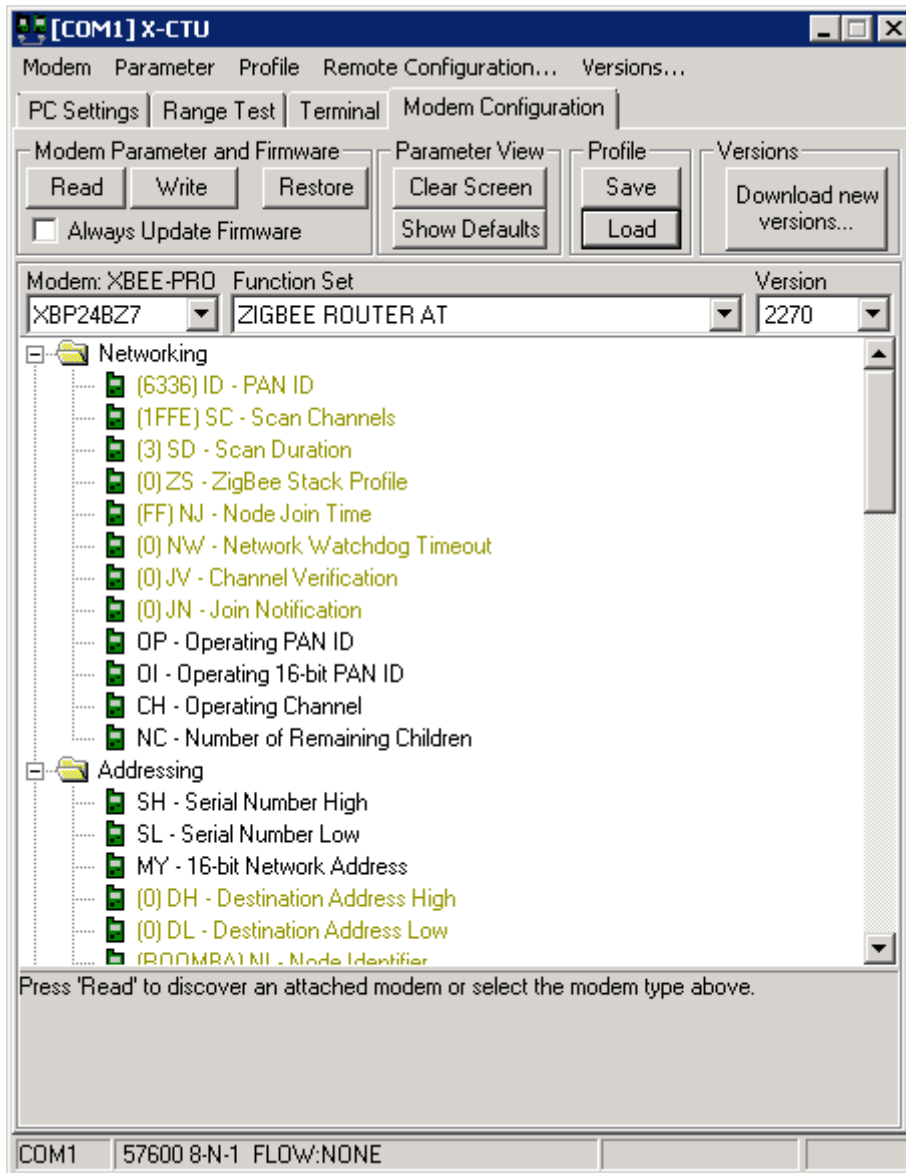 [COM1] X-CTU
Modem Parameter Profile Remote Configuration... Versions...
PC Settings Range Test Terminal Modem Configuration
Modem Parameter and Firmware Parameter View Profile Versions
Read Write Restore Clear Screen Save Download new versions...
Always Update Firmware Show Defaults Load
Modem: XBEE-PRO Function Set Version
XBP24BZ7 ZIGBEE ROUTER AT 2270
Networking
(6336) ID - PAN ID
(1FFE) SC - Scan Channels
(3) SD - Scan Duration
(0) ZS - ZigBee Stack Profile
(FF) NJ - Node Join Time
(0) NW - Network Watchdog Timeout
(0) JV - Channel Verification
(0) JN - Join Notification
OP - Operating PAN ID
OI - Operating 16-bit PAN ID
CH - Operating Channel
NC - Number of Remaining Children
Addressing
SH - Serial Number High
SL - Serial Number Low
MY - 16-bit Network Address
(0) DH - Destination Address High
(0) DL - Destination Address Low
(ROOMBA) NI - Node Identifier
Press 'Read' to discover an attached modem or select the modem type above.
COM1 57600 8-N-1 FLOW:NONE